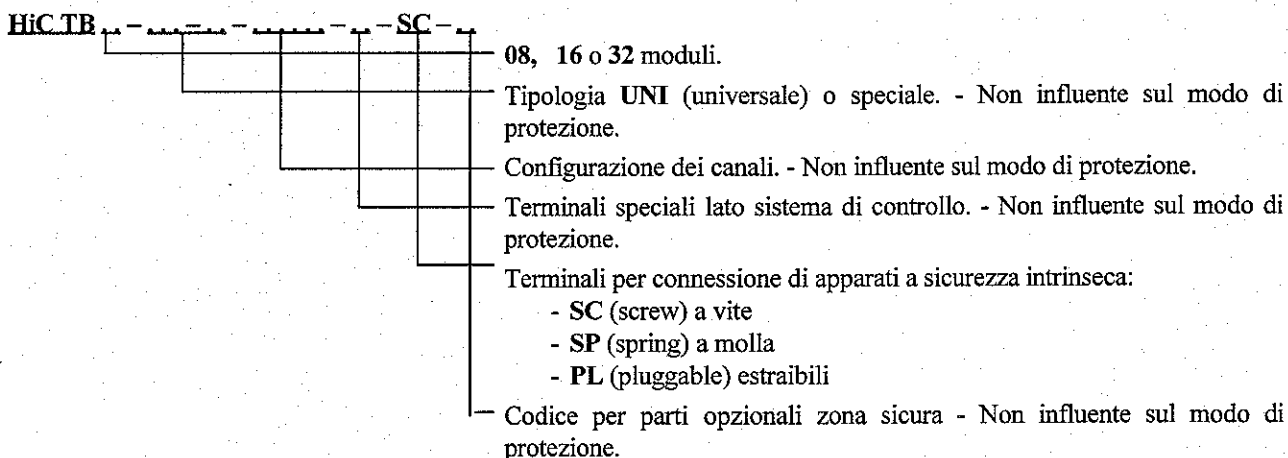 HiC TB .. – ... – .. – ..... – .. – SC – ..
08, 16 o 32 moduli.
Tipologia UNI (universale) o speciale. - Non influente sul modo di
protezione.
Configurazione dei canali. - Non influente sul modo di protezione.
Terminali speciali lato sistema di controllo. - Non influente sul modo di
protezione.
Terminali per connessione di apparati a sicurezza intrinseca:
- SC (screw) a vite
- SP (spring) a molla
- PL (pluggable) estraibili
Codice per parti opzionali zona sicura - Non influente sul modo di
protezione.